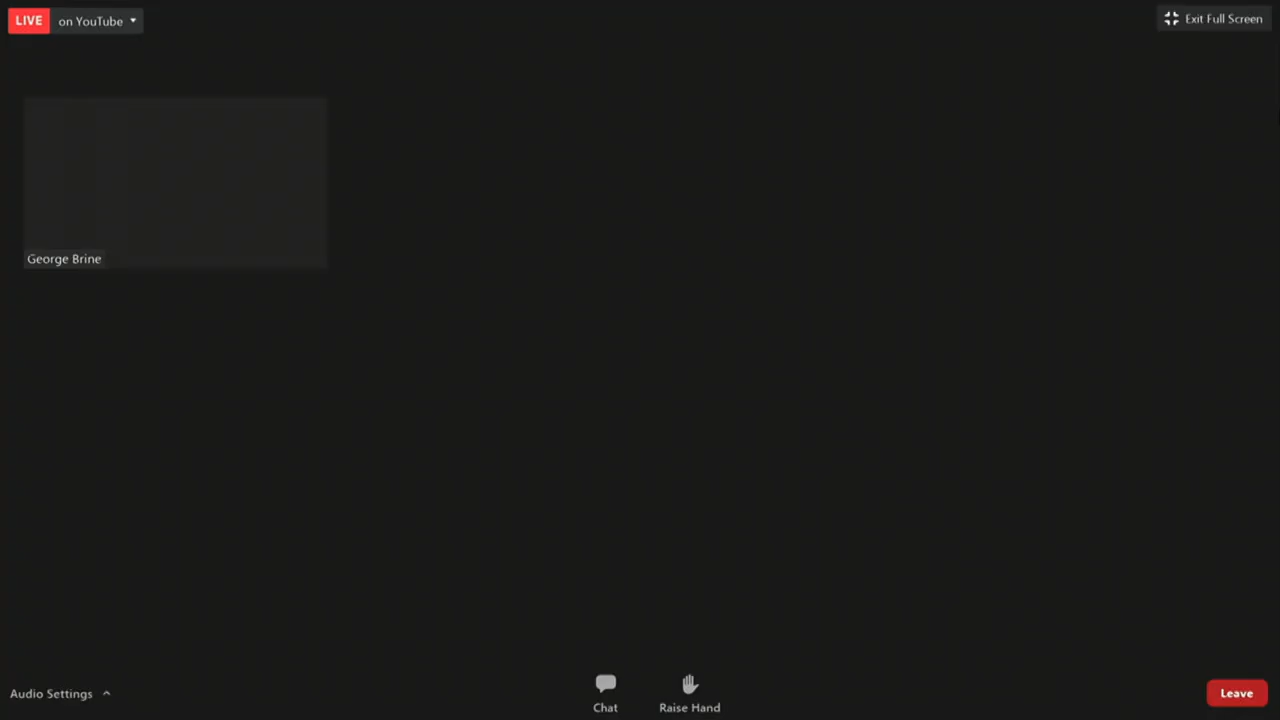 LIVE on YouTube
Exit Full Screen
George Brine
Audio Settings
Chat
Raise Hand
Leave